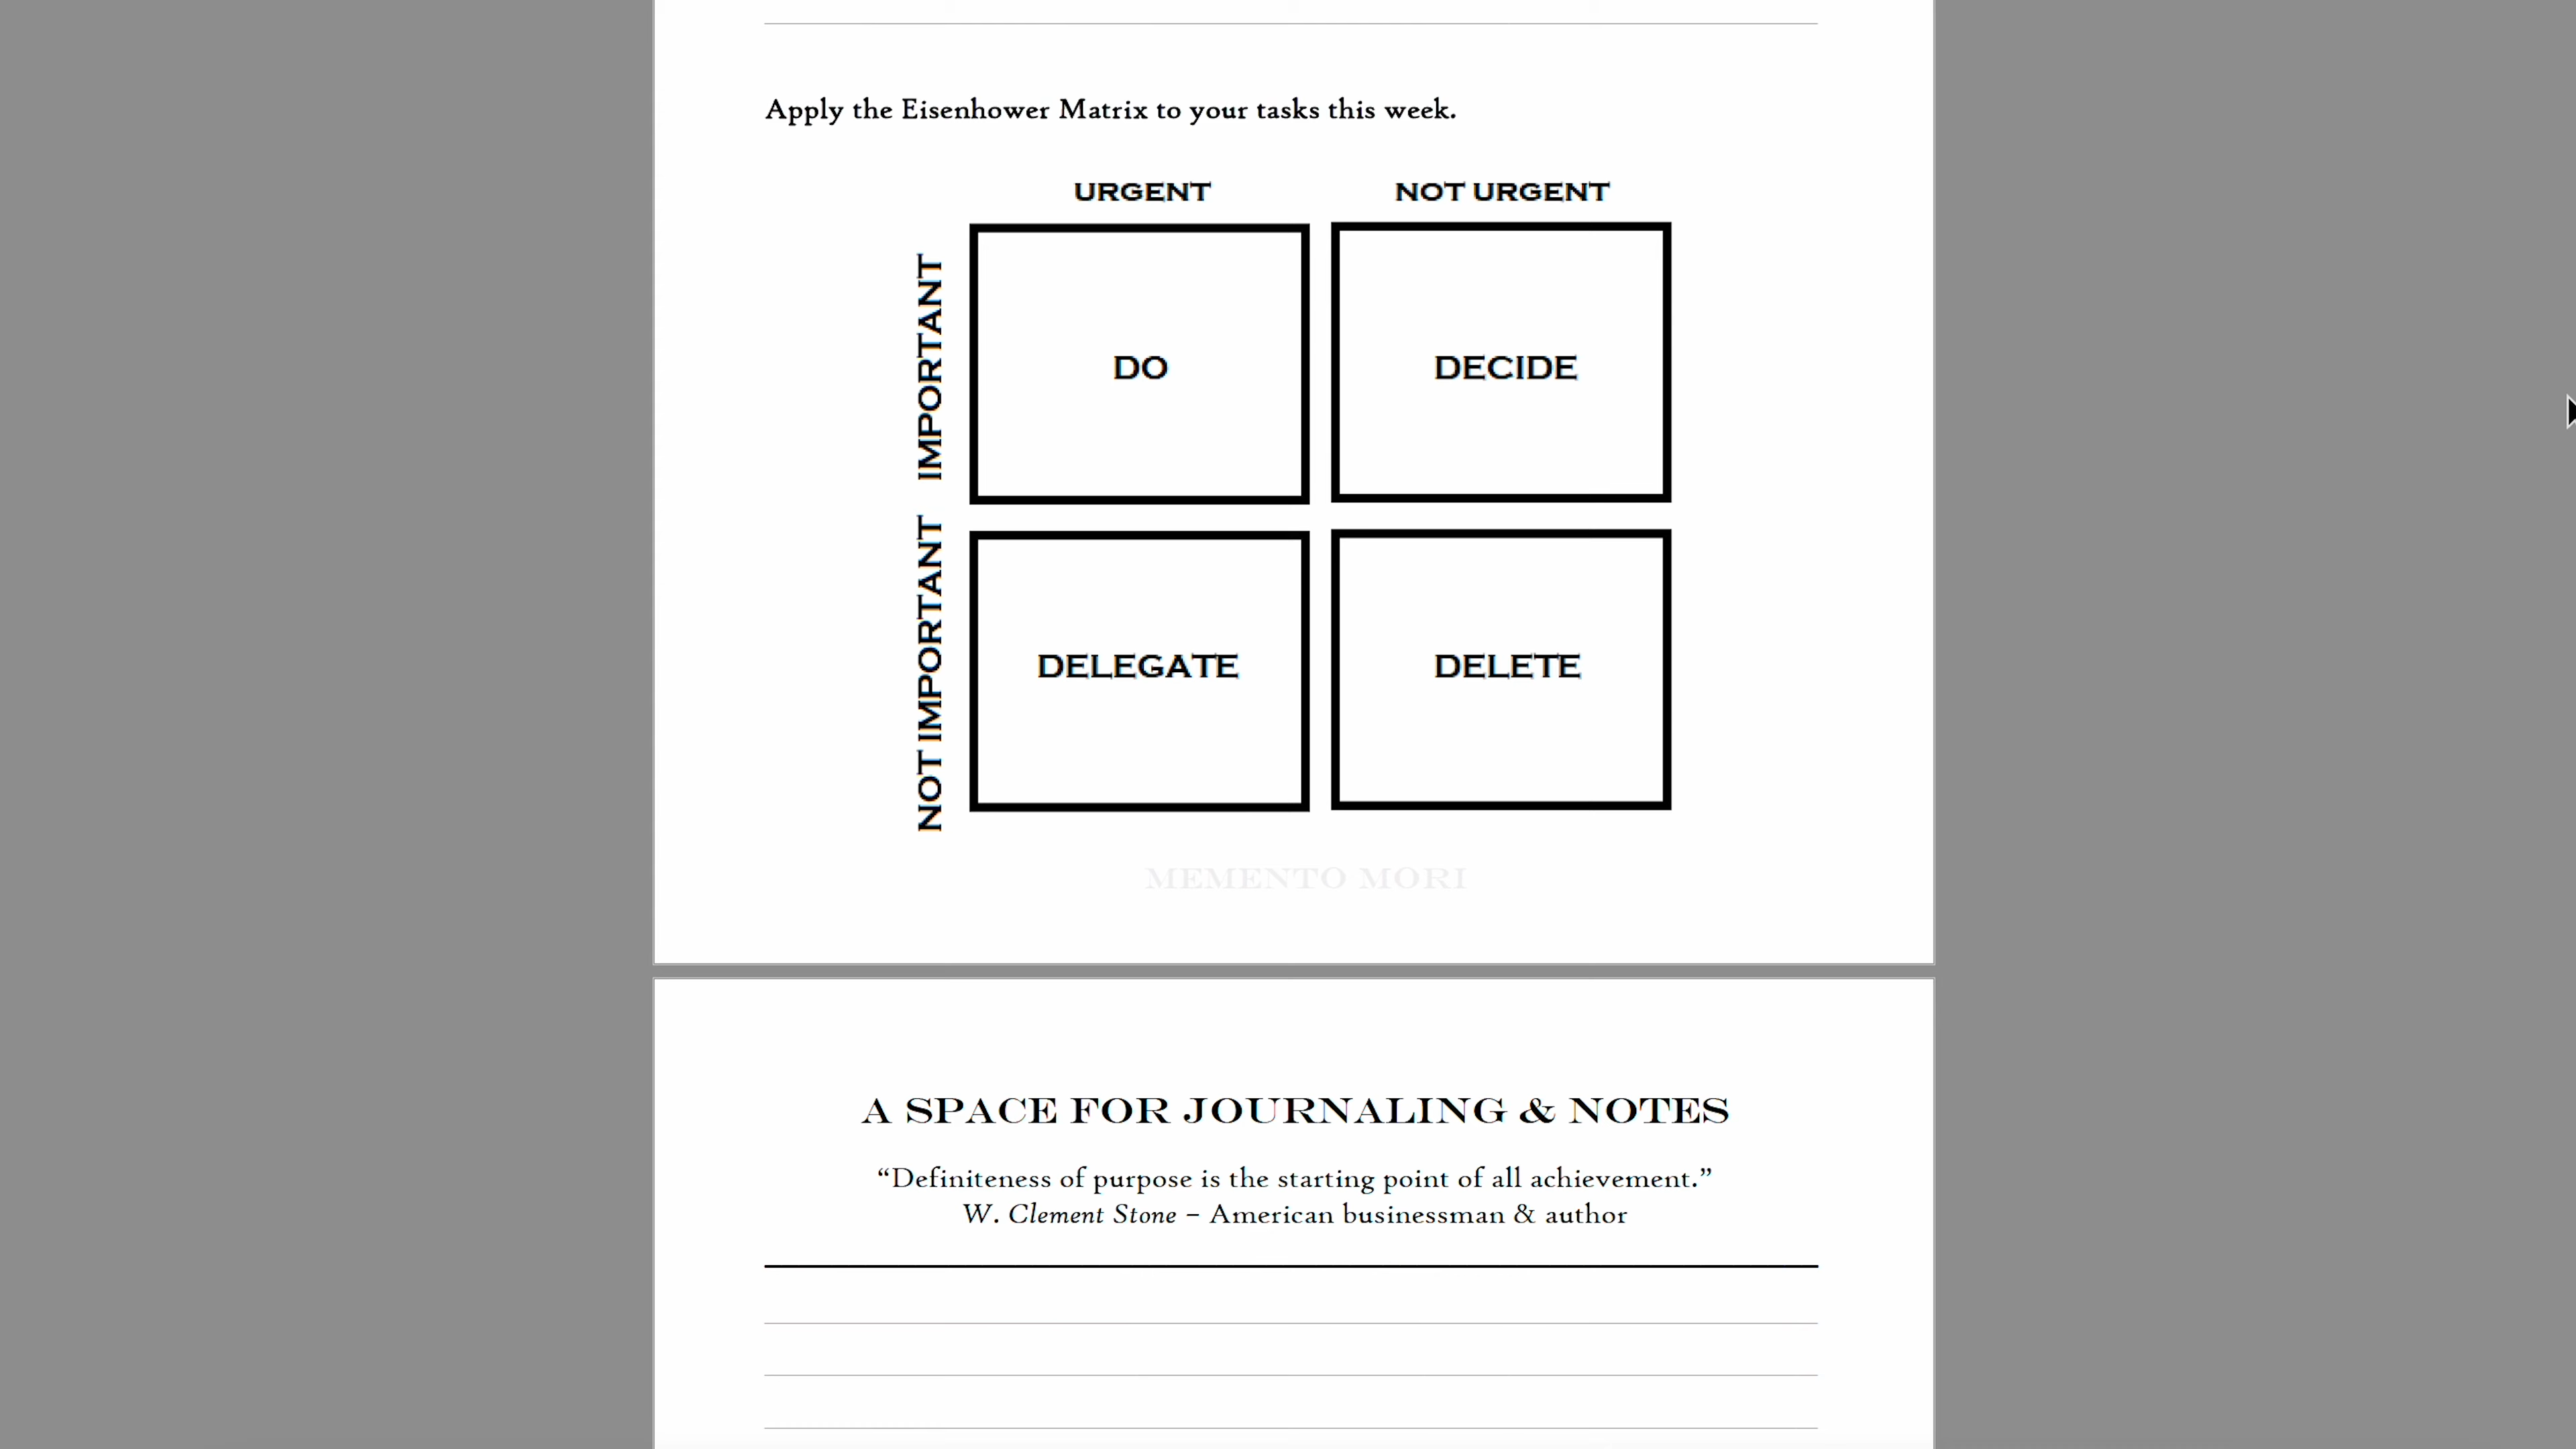 Apply the Eisenhower Matrix to your tasks this week.
URGENT NOT URGENT
IMPORTANT
DO DECIDE
NOT IMPORTANT
DELEGATE DELETE
MEMENTO MORI
A SPACE FOR JOURNALING & NOTES
“Definiteness of purpose is the starting point of all achievement.”
W. Clement Stone – American businessman & author